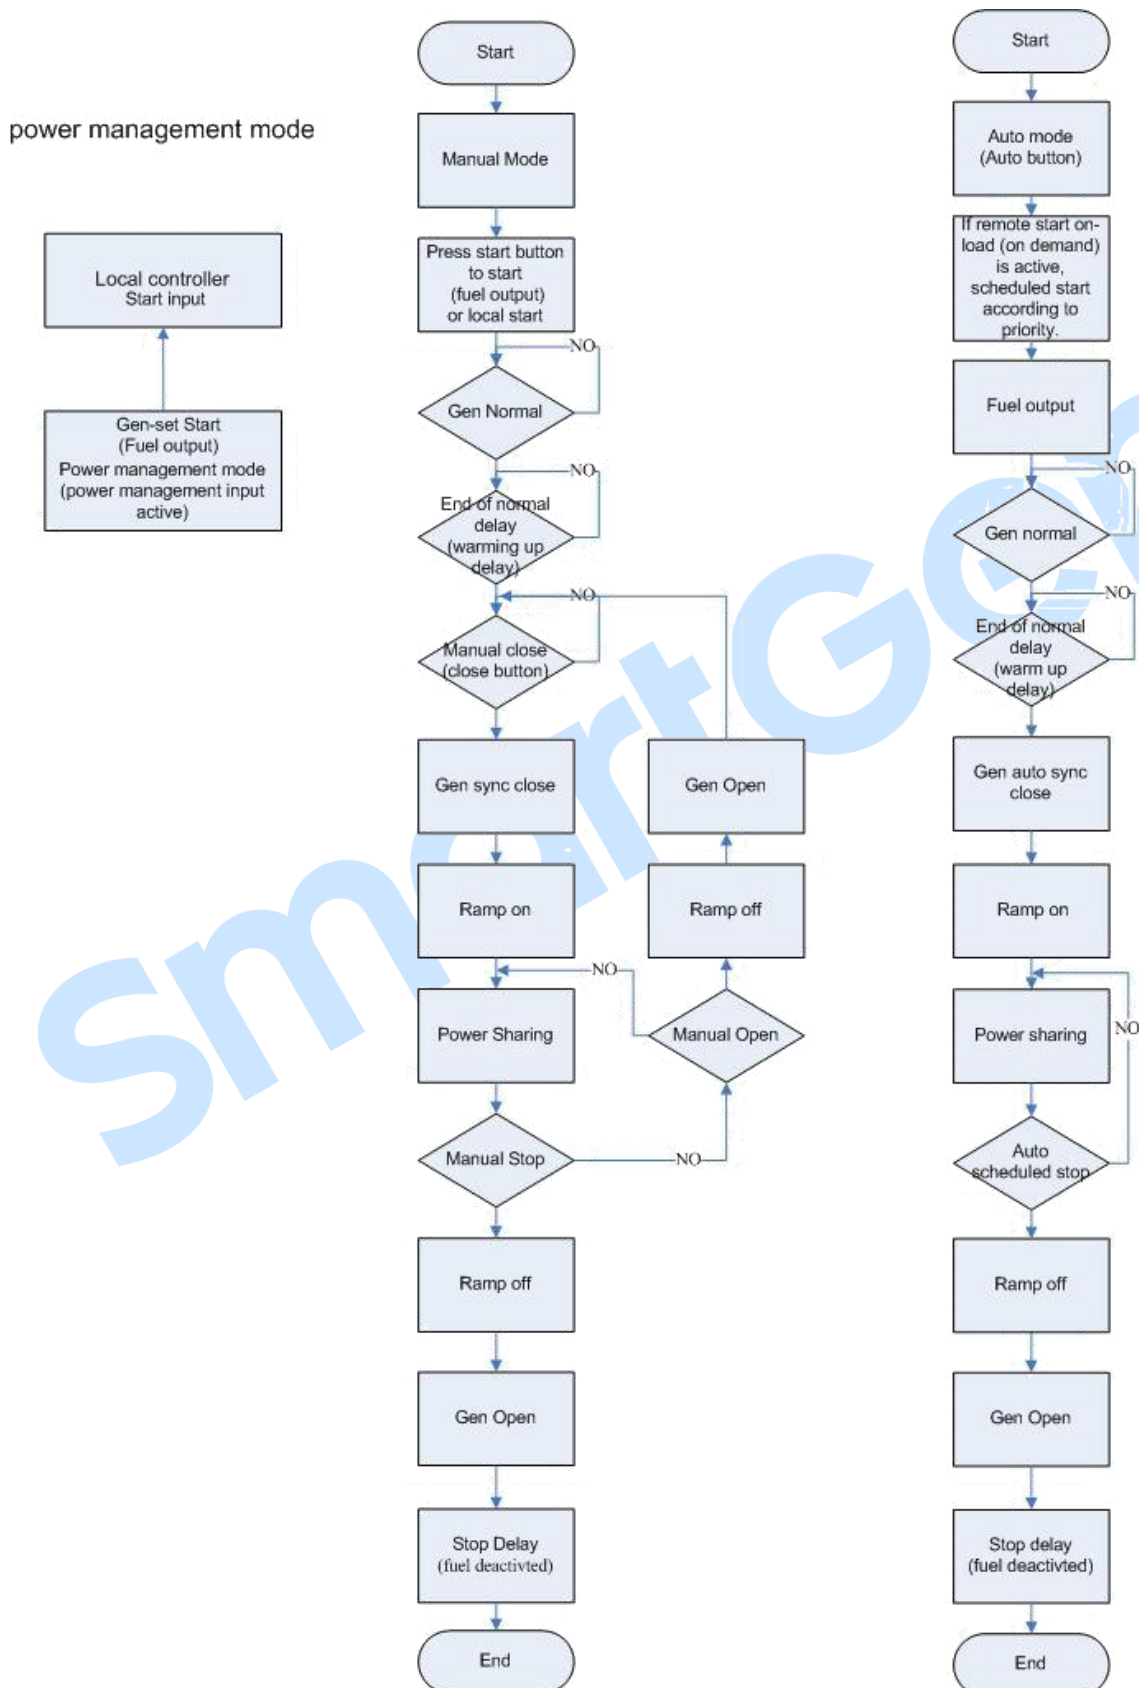 power management mode
Local controller
Start input
Gen-set Start
(Fuel output)
Power management mode
(power management input
active)
Start
Manual Mode
Press start button
to start
(fuel output)
or local start
NO
Gen Normal
NO
End of normal
delay
(warming up
delay)
NO
Manual close
(close button)
Gen sync close
Gen Open
Ramp on
Ramp off
NO
Power Sharing
Manual Open
Manual Stop
NO
Ramp off
Gen Open
Stop Delay
(fuel deactivted)
End
Start
Auto mode
(Auto button)
If remote start on-
load (on demand)
is active,
scheduled start
according to
priority.
Fuel output
NO
Gen normal
NO
End of normal
delay
(warm up
delay)
Gen auto sync
close
Ramp on
Power sharing
NO
Auto
scheduled stop
Ramp off
Gen Open
Stop delay
(fuel deactivted)
End
SmartGen